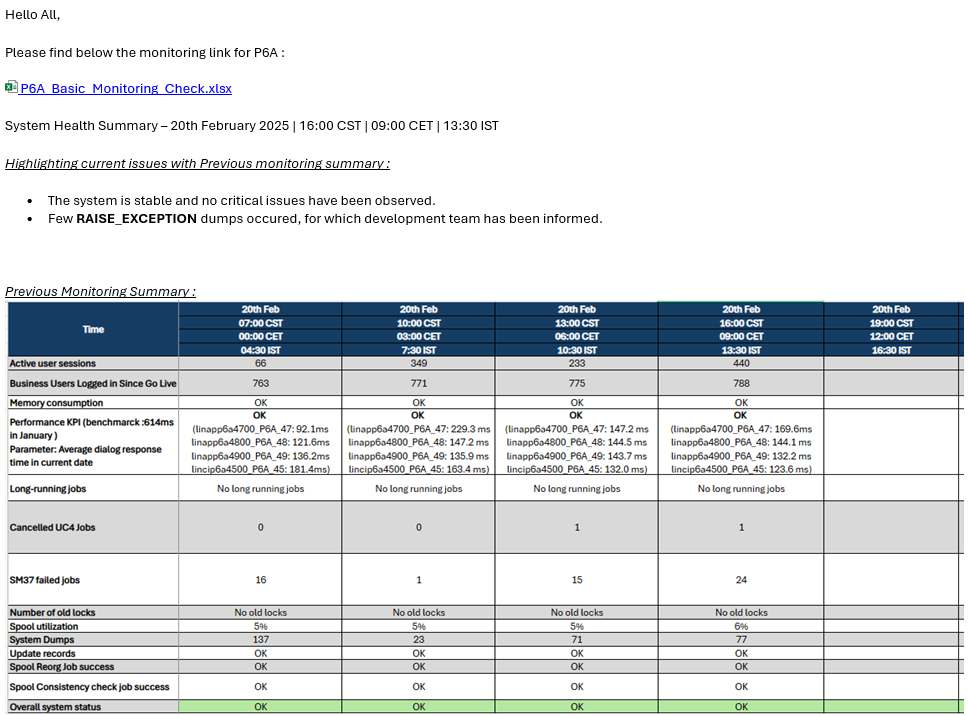 Hello All,
Please find below the monitoring link for P6A :
P6A_Basic_Monitoring_Check.xlsx
System Health Summary – 20th February 2025 | 16:00 CST | 09:00 CET | 13:30 IST
Highlighting current issues with Previous monitoring summary :
• The system is stable and no critical issues have been observed.
• Few RAISE_EXCEPTION dumps occured, for which development team has been informed.
Previous Monitoring Summary :
Time 20th Feb 20th Feb 20th Feb 20th Feb 20th Feb
07:00 CST 10:00 CST 13:00 CST 16:00 CST 19:00 CST
00:00 CET 03:00 CET 06:00 CET 09:00 CET 12:00 CET
04:30 IST 7:30 IST 10:30 IST 13:30 IST 16:30 IST
Active user sessions 66 349 233 440
Business Users Logged in Since Go Live 763 771 775 788
Memory consumption OK OK OK OK
Performance KPI (benchmarck :614ms
in January )
Parameter: Average dialog response
time in current date
OK
(linapp6a4700_P6A_47: 92.1ms
linapp6a4800_P6A_48: 121.6ms
linapp6a4900_P6A_49: 136.2ms
lincip6a4500_P6A_45: 181.4ms)
OK
(linapp6a4700_P6A_47: 229.3 ms
linapp6a4800_P6A_48: 147.2 ms
linapp6a4900_P6A_49: 135.9 ms
lincip6a4500_P6A_45: 163.4 ms)
OK
(linapp6a4700_P6A_47: 147.2 ms
linapp6a4800_P6A_48: 144.5 ms
linapp6a4900_P6A_49: 143.7 ms
lincip6a4500_P6A_45: 132.0 ms)
OK
(linapp6a4700_P6A_47: 169.6ms
linapp6a4800_P6A_48: 144.1 ms
linapp6a4900_P6A_49: 132.2 ms
lincip6a4500_P6A_45: 123.6 ms)
Long-running jobs No long running jobs No long running jobs No long running jobs No long running jobs
Cancelled UC4 Jobs 0 0 1 1
SM37 failed jobs 16 1 15 24
Number of old locks No old locks No old locks No old locks No old locks
Spool utilization 5% 5% 5% 6%
System Dumps 137 23 71 77
Update records OK OK OK OK
Spool Reorg Job success OK OK OK OK
Spool Consistency check job success OK OK OK OK
Overall system status OK OK OK OK